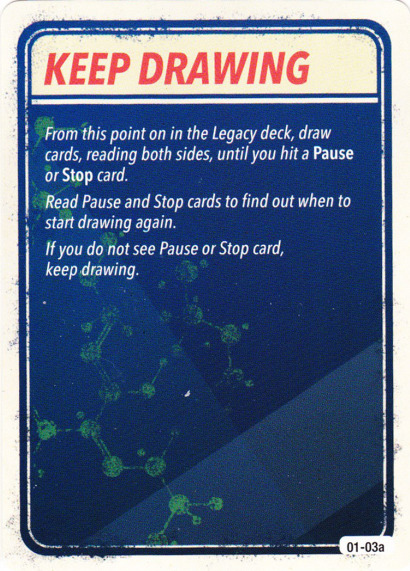 KEEP DRAWING
From this point on in the Legacy deck, draw
cards, reading both sides, until you hit a Pause
or Stop card.
Read Pause and Stop cards to find out when to
start drawing again.
If you do not see Pause or Stop card,
keep drawing.
01-03a